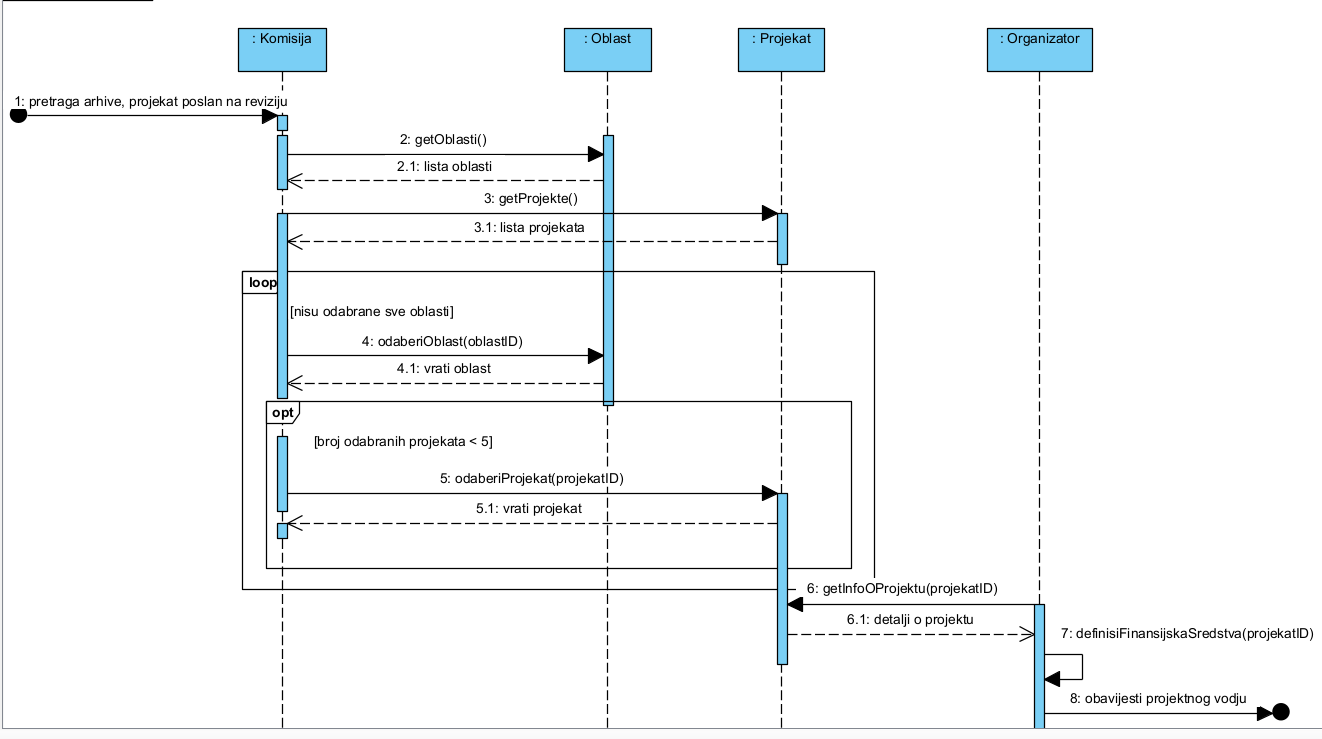 : Komisija
: Oblast
: Projekat
: Organizator
1: pretraga arhive, projekat poslan na reviziju
2: getOblasti()
2.1: lista oblasti
3: getProjekte()
3.1: lista projekata
loop
[nisu odabrane sve oblasti]
4: odaberiOblast(oblastID)
4.1: vrati oblast
opt
[broj odabranih projekata < 5]
5: odaberiProjekat(projekatID)
5.1: vrati projekat
6: getInfoOProjektu(projekatID)
6.1: detalji o projektu
7: definisiFinansijskaSredstva(projekatID)
8: obavijesti projektnog vodju